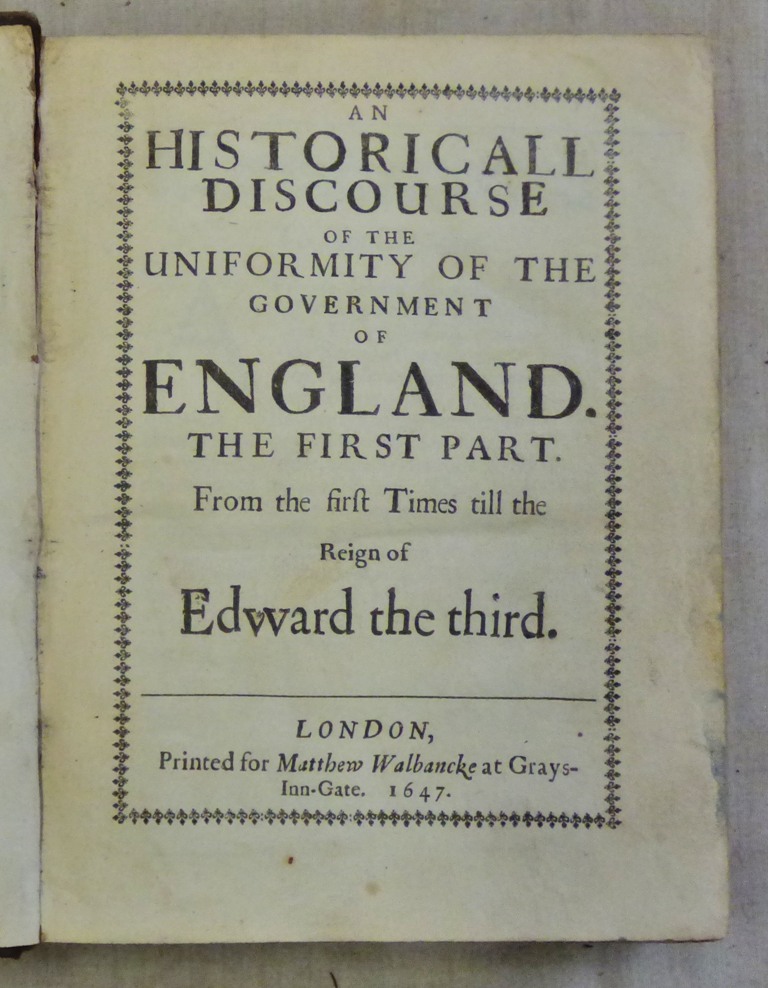 AN
HISTORICALL
DISCOURSE
OF THE
UNIFORMITY OF THE
GOVERNMENT
OF
ENGLAND.
THE FIRST PART.
From the firſt Times till the
Reign of
Edward the third.
LONDON,
Printed for Matthew Walbancke at Grays-
Inn-Gate. 1647.